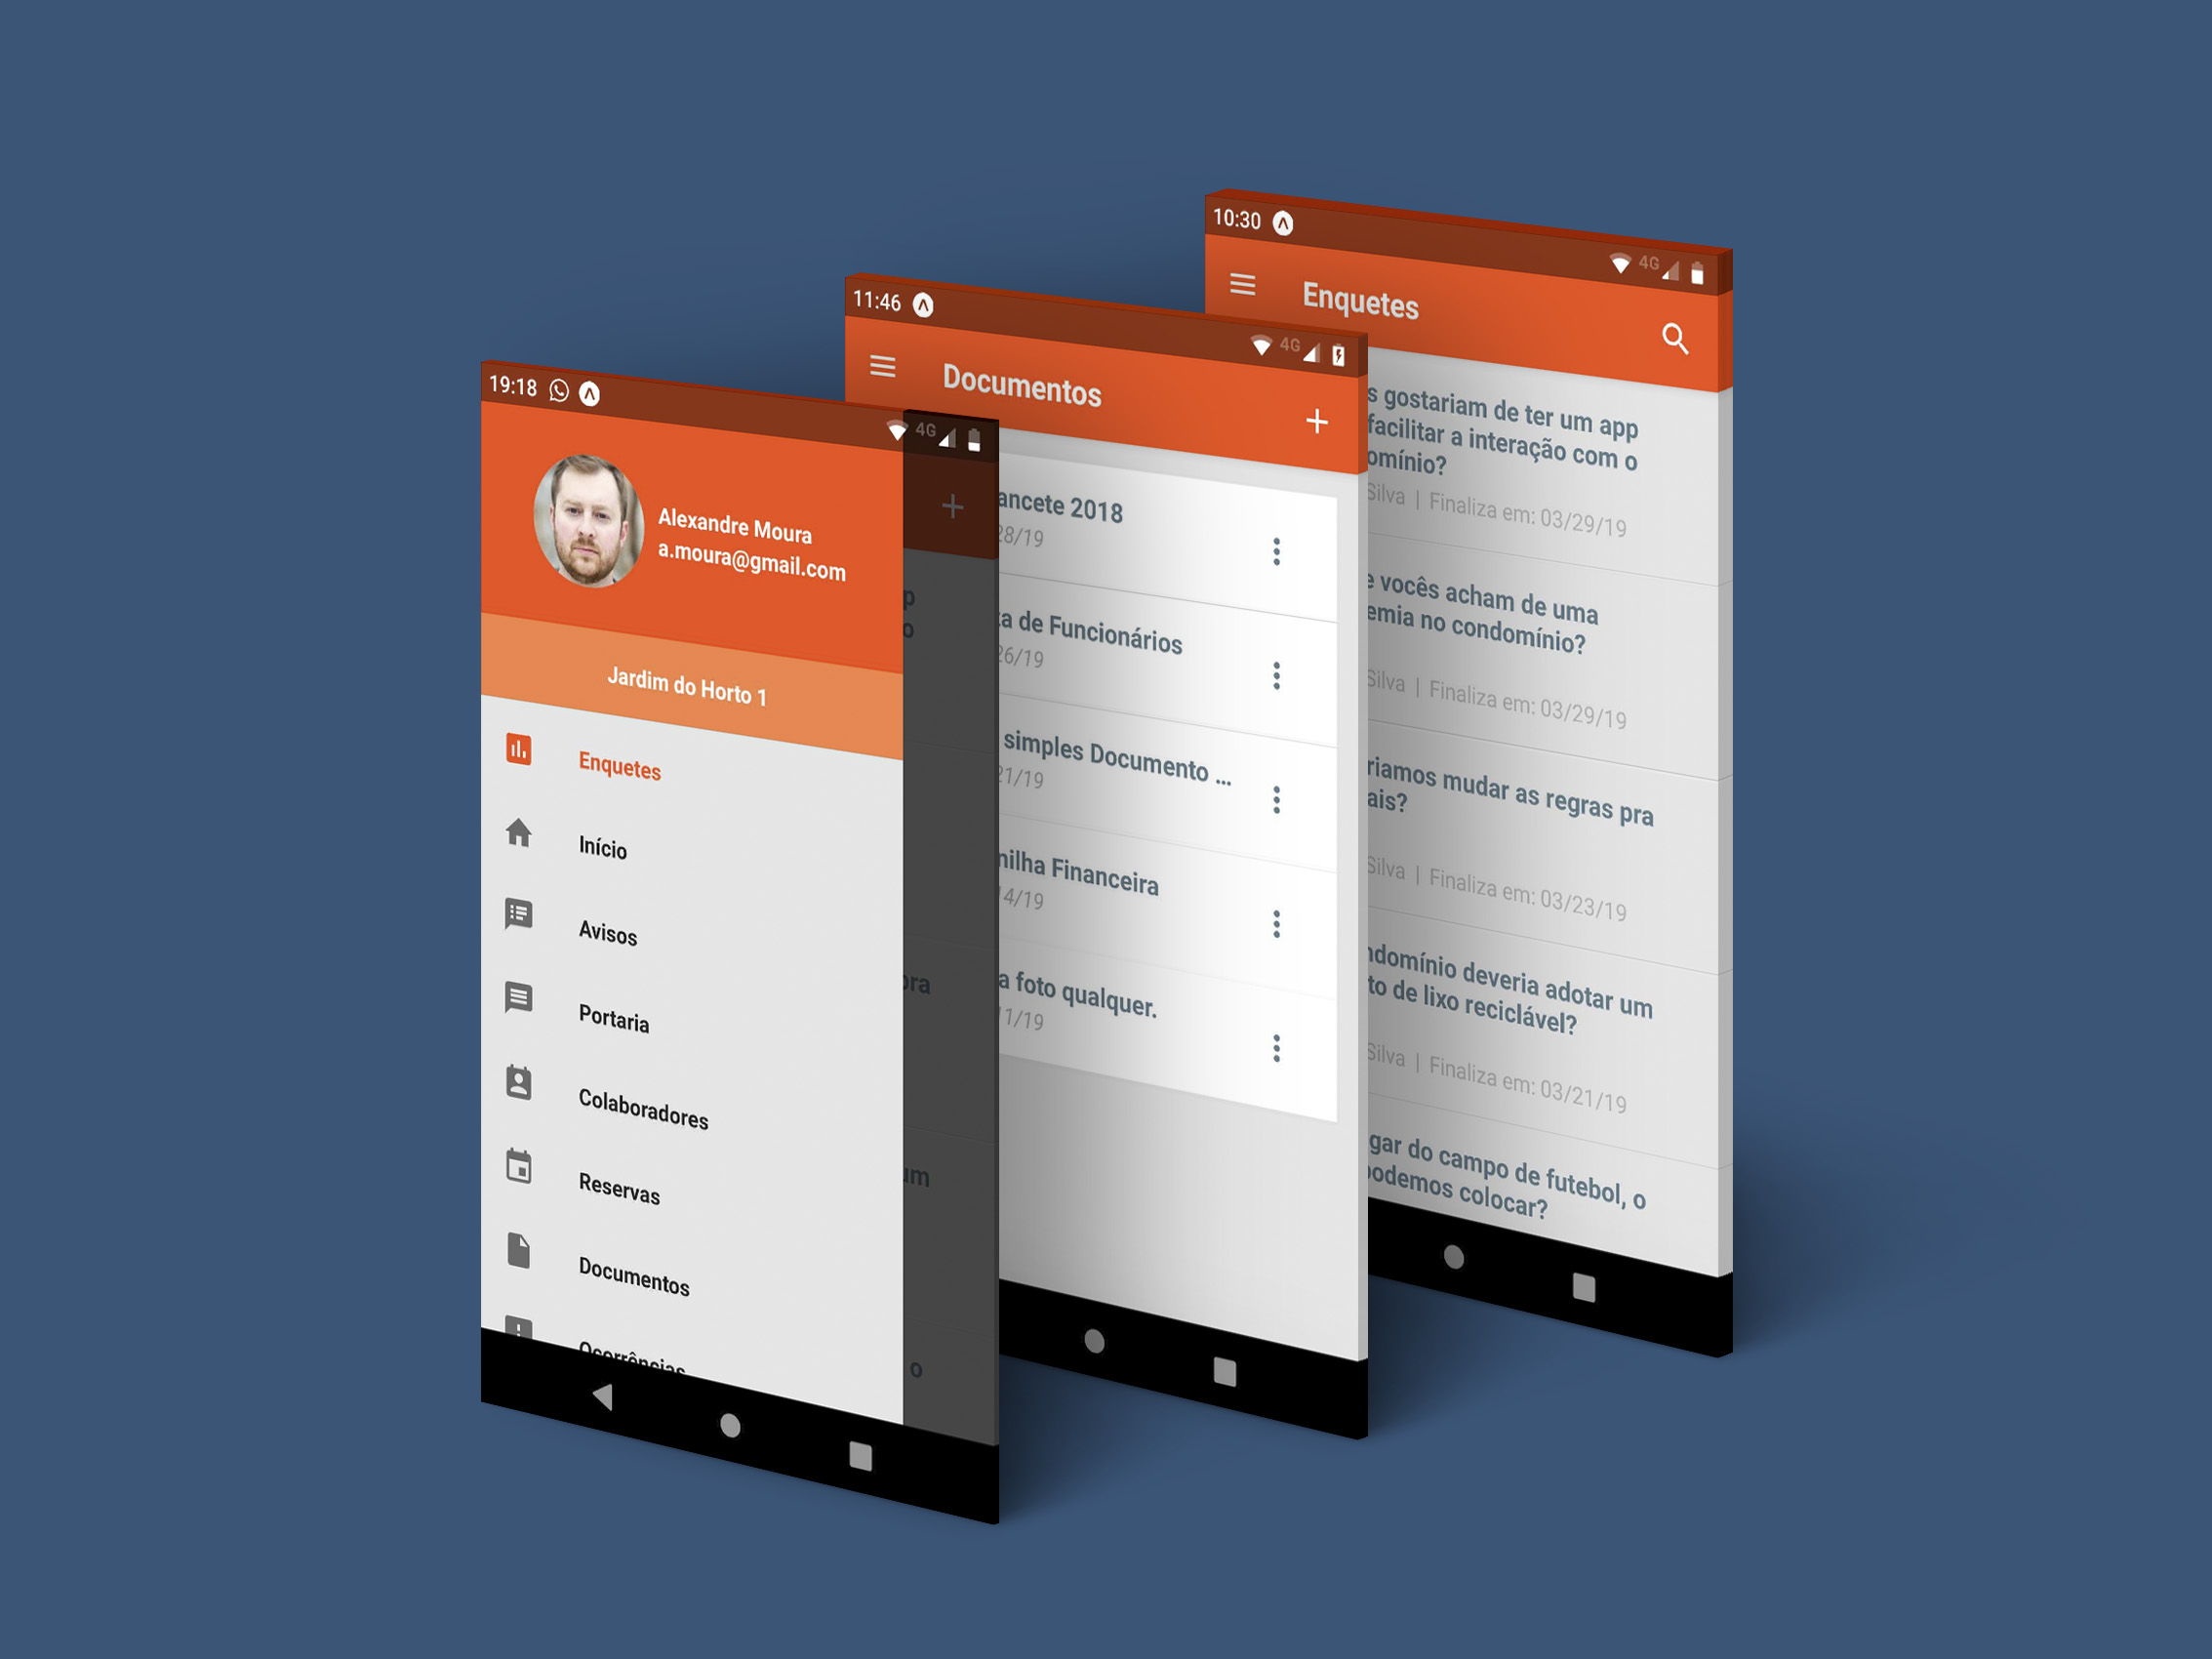 19:18
4G
Alexandre Moura
a.moura@gmail.com
Jardim do Horto 1
Enquetes
Início
Avisos
Portaria
Colaboradores
Reservas
Documentos
Ocorrências
11:46
4G
Documentos
ancete 2018
28/19
ta de Funcionários
26/19
simples Documento ...
21/19
nilha Financeira
14/19
a foto qualquer.
11/19
10:30
4G
Enquetes
s gostariam de ter um app
facilitar a interação com o
omínio?
Silva | Finaliza em: 03/29/19
e vocês acham de uma
emia no condomínio?
Silva | Finaliza em: 03/29/19
riamos mudar as regras pra
ais?
Silva | Finaliza em: 03/23/19
ndomínio deveria adotar um
to de lixo reciclável?
Silva | Finaliza em: 03/21/19
gar do campo de futebol, o
podemos colocar?